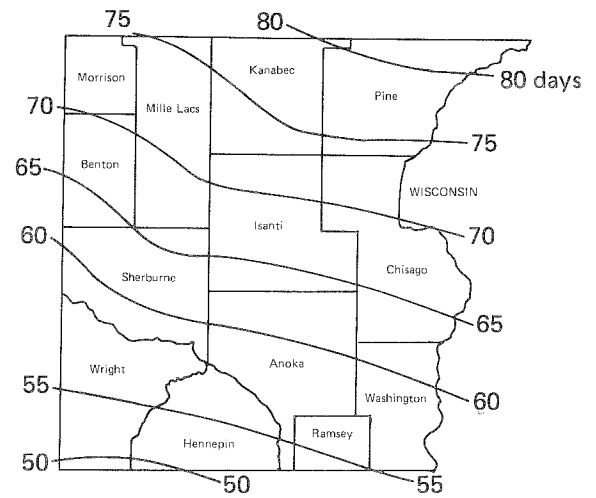 75
80
Morrison
Kanabec
80 days
Pine
Mille Lacs
70
75
Benton
65
WISCONSIN
Isanti
70
60
Sherburne
Chisago
65
Wright
Anoka
55
Washington
60
Ramsey
Hennepin
50
50
55